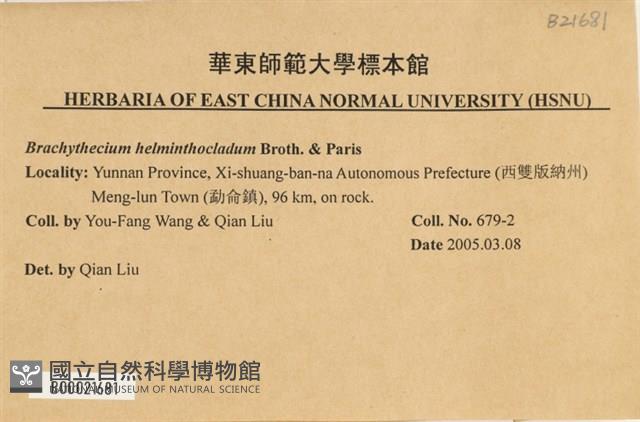 B21681
華東師範大學標本館
HERBARIA OF EAST CHINA NORMAL UNIVERSITY (HSNU)
Brachythecium helminthocladum Broth. & Paris
Locality: Yunnan Province, Xi-shuang-ban-na Autonomous Prefecture (西雙版納州)
Meng-lun Town (勐侖鎮), 96 km, on rock.
Coll. by You-Fang Wang & Qian Liu Coll. No. 679-2
Date 2005.03.08
Det. by Qian Liu
國立自然科學博物館
NATIONAL MUSEUM OF NATURAL SCIENCE
B00021681